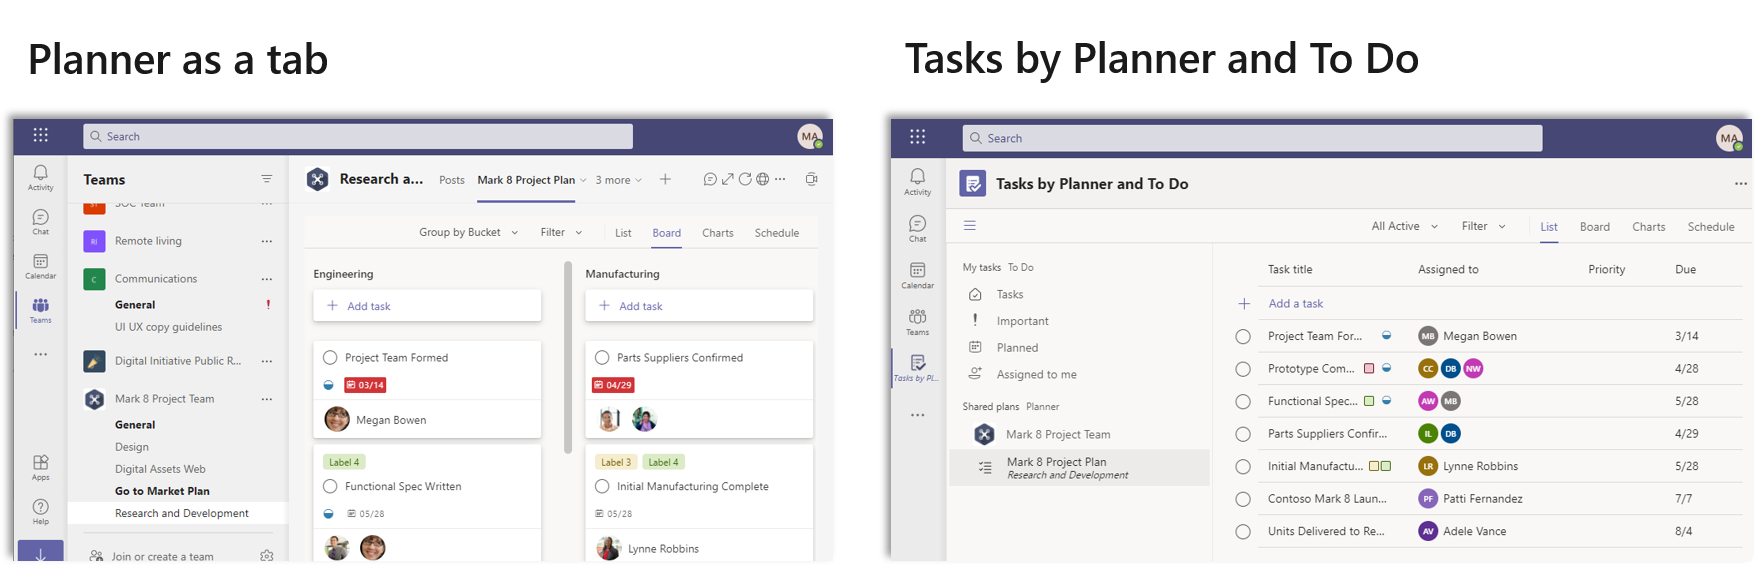 Planner as a tab
Search
MA
Activity
Chat
Calendar
Teams
Apps
Help
Teams
SOC Team
RI Remote living
C Communications
General
UI UX copy guidelines
Digital Initiative Public R...
Mark 8 Project Team
General
Design
Digital Assets Web
Go to Market Plan
Research and Development
Join or create a team
Research a... Posts Mark 8 Project Plan 3 more
Group by Bucket Filter List Board Charts Schedule
Engineering
+ Add task
Project Team Formed
03/14
Megan Bowen
Label 4
Functional Spec Written
05/28
Manufacturing
+ Add task
Parts Suppliers Confirmed
04/29
Label 3 Label 4
Initial Manufacturing Complete
05/28
Lynne Robbins
Tasks by Planner and To Do
Search
MA
Activity
Chat
Calendar
Teams
Tasks by Pl...
Tasks by Planner and To Do
All Active Filter List Board Charts Schedule
My tasks To Do
Tasks
Important
Planned
Assigned to me
Shared plans Planner
Mark 8 Project Team
Mark 8 Project Plan
Research and Development
Task title Assigned to Priority Due
+ Add a task
Project Team For... MB Megan Bowen 3/14
Prototype Com... CC DB NW 4/28
Functional Spec... AW MB 5/28
Parts Suppliers Confir... IL DB 4/29
Initial Manufactu... LR Lynne Robbins 5/28
Contoso Mark 8 Laun... PF Patti Fernandez 7/7
Units Delivered to Re... AV Adele Vance 8/4